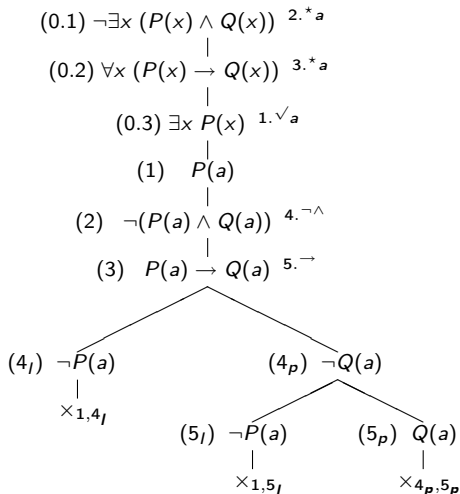 (0.1) ¬∃x (P(x) ∧ Q(x)) 2.*a
(0.2) ∀x (P(x) → Q(x)) 3.*a
(0.3) ∃x P(x) 1.√a
(1) P(a)
(2) ¬(P(a) ∧ Q(a)) 4.¬∧
(3) P(a) → Q(a) 5.→
(4l) ¬P(a) (4p) ¬Q(a)
×1,4l
(5l) ¬P(a) (5p) Q(a)
×1,5l ×4p,5p